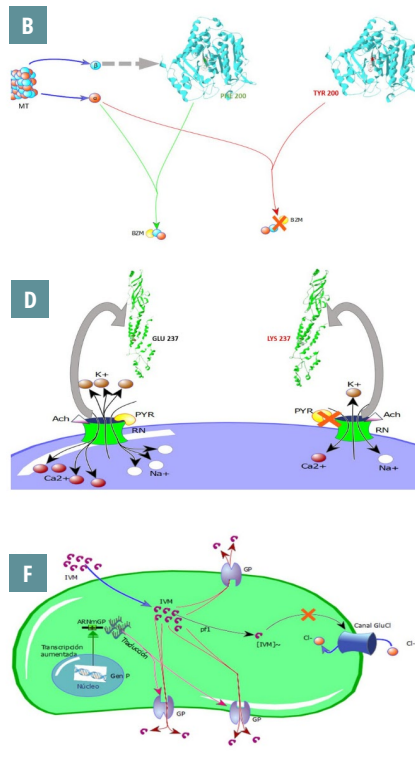 B
β
MT
α
PHE 200
TYR 200
BZM
BZM
D
GLU 237
LYS 237
K+
K+
Ach
PYR
RN
PYR
Ach
RN
Ca2+
Na+
Ca2+
Na+
F
IVM
IVM
GP
ARNmGP
Transcripción
aumentada
Traducción
pf1
[IVM]~
Canal GluCl
Cl-
Cl-
Gen P
Núcleo
GP
GP